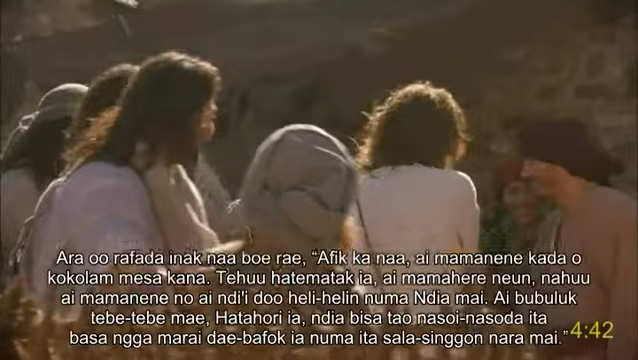 Ara oo rafada inak naa boe rae, “Afik ka naa, ai mamanene kada o
kokolam mesa kana. Tehuu hatematak ia, ai mamahere neun, nahuu
ai mamanene no ai ndi'i doo heli-helin numa Ndia mai. Ai bubuluk
tebe-tebe mae, Hatahori ia, ndia bisa tao nasoi-nasoda ita
basa ngga marai dae-bafok ia numa ita sala-singgon nara mai.”
4:42